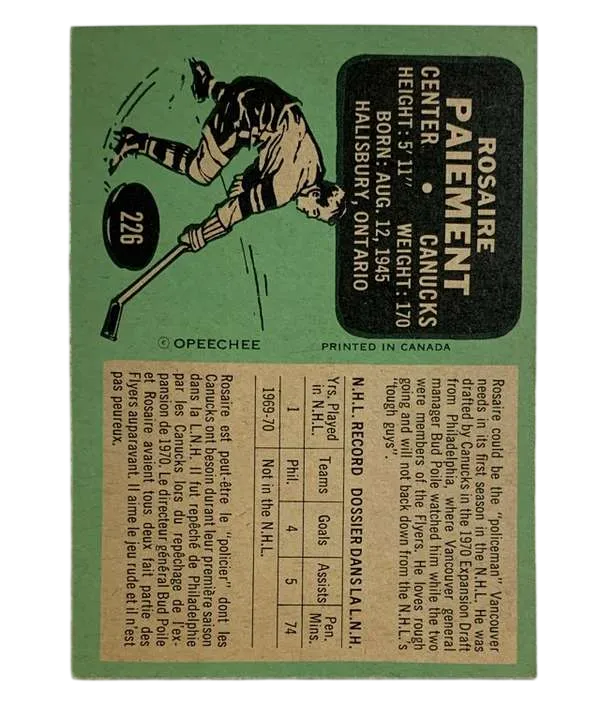 ROSAIRE
PAIEMENT
CENTER • CANUCKS
HEIGHT: 5'11" WEIGHT: 170
BORN: AUG. 12, 1945
HALISBURY, ONTARIO
226
© OPEECHEE
PRINTED IN CANADA
Rosaire could be the "policeman" Vancouver
needs in its first season in the N.H.L. He was
drafted by Canucks in the 1970 Expansion Draft
from Philadelphia, where Vancouver general
manager Bud Poile watched him while the two
were members of the Flyers. He loves rough
going and will not back down from the N.H.L.'s
"tough guys".
N.H.L. RECORD DOSSIER DANS LA L.N.H.
Yrs. Played Teams Goals Assists Pen.
in N.H.L. Mins.
1 Phil. 4 5 74
1969-70 Not in the N.H.L.
Rosaire est peut-être le "policier" dont les
Canucks ont besoin durant leur première saison
dans la L.N.H. Il fut repêché de Philadelphie
par les Canucks lors du repêchage de l'ex-
pansion de 1970. Le directeur général Bud Poile
et Rosaire avaient tous deux fait partie des
Flyers auparavant. Il aime le jeu rude et il n'est
pas peureux.